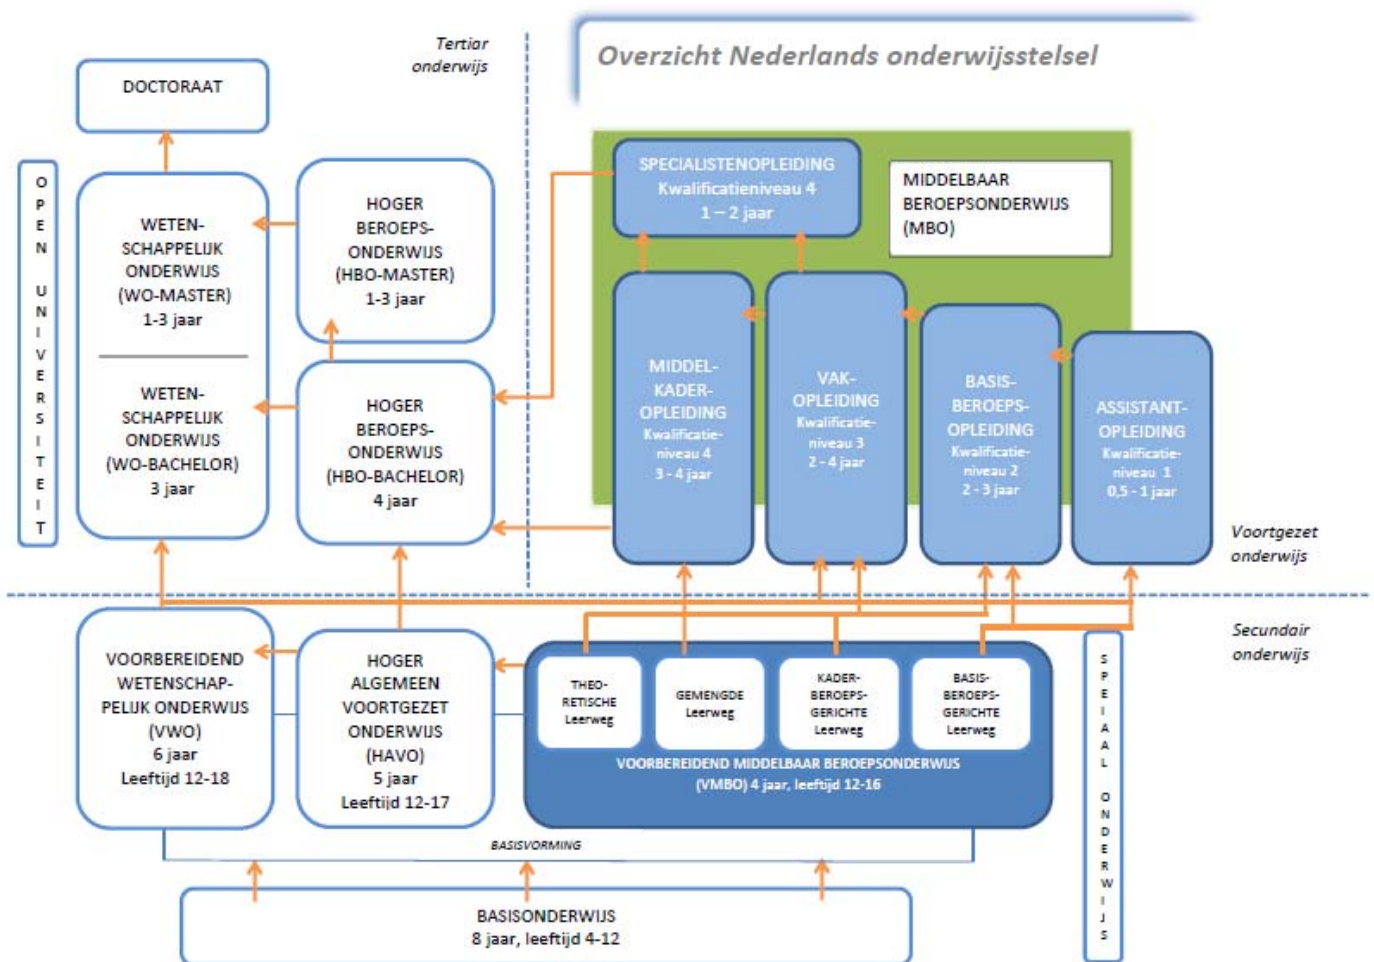 Overzicht Nederlands onderwijsstelsel
Tertiar
onderwijs
DOCTORAAT
OPEN UNIVERSITEIT
WETEN-
SCHAPPELIJK
ONDERWIJS
(WO-MASTER)
1-3 jaar
WETEN-
SCHAPPELIJK
ONDERWIJS
(WO-BACHELOR)
3 jaar
HOGER
BEROEPS-
ONDERWIJS
(HBO-MASTER)
1-3 jaar
HOGER
BEROEPS-
ONDERWIJS
(HBO-BACHELOR)
4 jaar
SPECIALISTENOPLEIDING
Kwalificatieniveau 4
1 – 2 jaar
MIDDELBAAR
BEROEPSONDERWIJS
(MBO)
MIDDEL-
KADER-
OPLEIDING
Kwalificatie-
niveau 4
3 - 4 jaar
VAK-
OPLEIDING
Kwalificatie-
niveau 3
2 - 4 jaar
BASIS-
BEROEPS-
OPLEIDING
Kwalificatie-
niveau 2
2 - 3 jaar
ASSISTANT-
OPLEIDING
Kwalificatie-
niveau 1
0,5 - 1 jaar
Voortgezet
onderwijs
Secundair
onderwijs
VOORBEREIDEND
WETENSCHAP-
PELIJK ONDERWIJS
(VWO)
6 jaar
Leeftijd 12-18
HOGER
ALGEMEEN
VOORTGEZET
ONDERWIJS
(HAVO)
5 jaar
Leeftijd 12-17
THEO-
RETISCHE
Leerweg
GEMENGDE
Leerweg
KADER-
BEROEPS-
GERICHTE
Leerweg
BASIS-
BEROEPS-
GERICHTE
Leerweg
VOORBEREIDEND MIDDELBAAR BEROEPSONDERWIJS
(VMBO) 4 jaar, leeftijd 12-16
SPEIAAL ONDERWIJS
BASISVORMING
BASISONDERWIJS
8 jaar, leeftijd 4-12